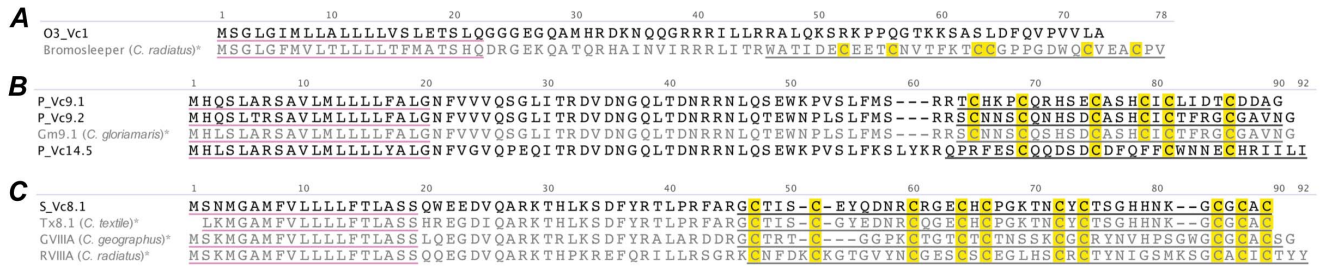 A
1 10 20 30 40 50 60 70 78
O3_Vc1 MSGLGIMLLALLLLVSLETSLQGGGEGQAMHRDKNQQGRRRILLRRALQKSRKPPQGTKKSASLDFQVPVVLA
Bromosleeper (C. radiatus)* MSGLGFMVLTLLLLLTFMATSHQDRGEKQATQRHAINVIRRRRLITRWATIDECEETCNVTFKTCCGPPGDWQCVEACPV
B
1 10 20 30 40 50 60 70 80 90 92
P_Vc9.1 MHQSLARSAVLMLLLLFALGNFVVVQSGLITRDVDNGQLTDNRRNLQSEWKPVSLFMS---RRTCHKPCQRHSECASHCICLIDTCDDAG
P_Vc9.2 MHQSLTRSAVLMLLLLFALGNFVVVQSGLITRDVDNGQLTDNRRNLQSEWKPVSLFMS---RRSCNNSCQNHSDCASHCICTFRGCGAVNG
Gm9.1 (C. gloriamaris)* MHLSLARSAVLMLLLLFALGNFVVVQSGLITRDVDNGQLTDNRRNLQTEWNPLSLFMS---RRSCNNSCQSHSDCASHCICTFRGCGAVNG
P_Vc14.5 MHLSLARSAVLMLLLLYALGNFVGVQPEQITRDVDNGQLTDNRRNLQSEWKPVSLFKSLYKRQPRFESCQQDSDCDFQFFCWNNECHRIILI
C
1 10 20 30 40 50 60 70 80 90 92
S_Vc8.1 MSNMGAMFVLLLLFTLASSQWEEDVQARKTHLKSDFYRTLPRFARGCTIS-C-EYQDNRCRGECHCPGKTNCYCTSGHHNK--GCGCAC
Tx8.1 (C. textile)* LKMGAMFVLLLLFTLASSHREGDIQARKTHLKSDFYRTLPRFARGCTIS-C-GYEDNRCQGECHCPGKTNCYCTSGHHNK--GCGCAC
GVIIIA (C. geographus)* MSKMGAMFVLLLLFTLASSLQEGDVQARKTRLKSDFYRALARDDRGCTRT-C---GGPKCTGTCTCTNSSKCGCRYNVHPSGWGCGCACSG
RVIIIA (C. radiatus)* MSKMGAMFVLLLLFTLASSQQEGDVQARKTHPKREFQRILLRSGRKCNFDKCKGTGVYNCGESCSCEGLHSCRCTYNIGSMKSGCACICTYY